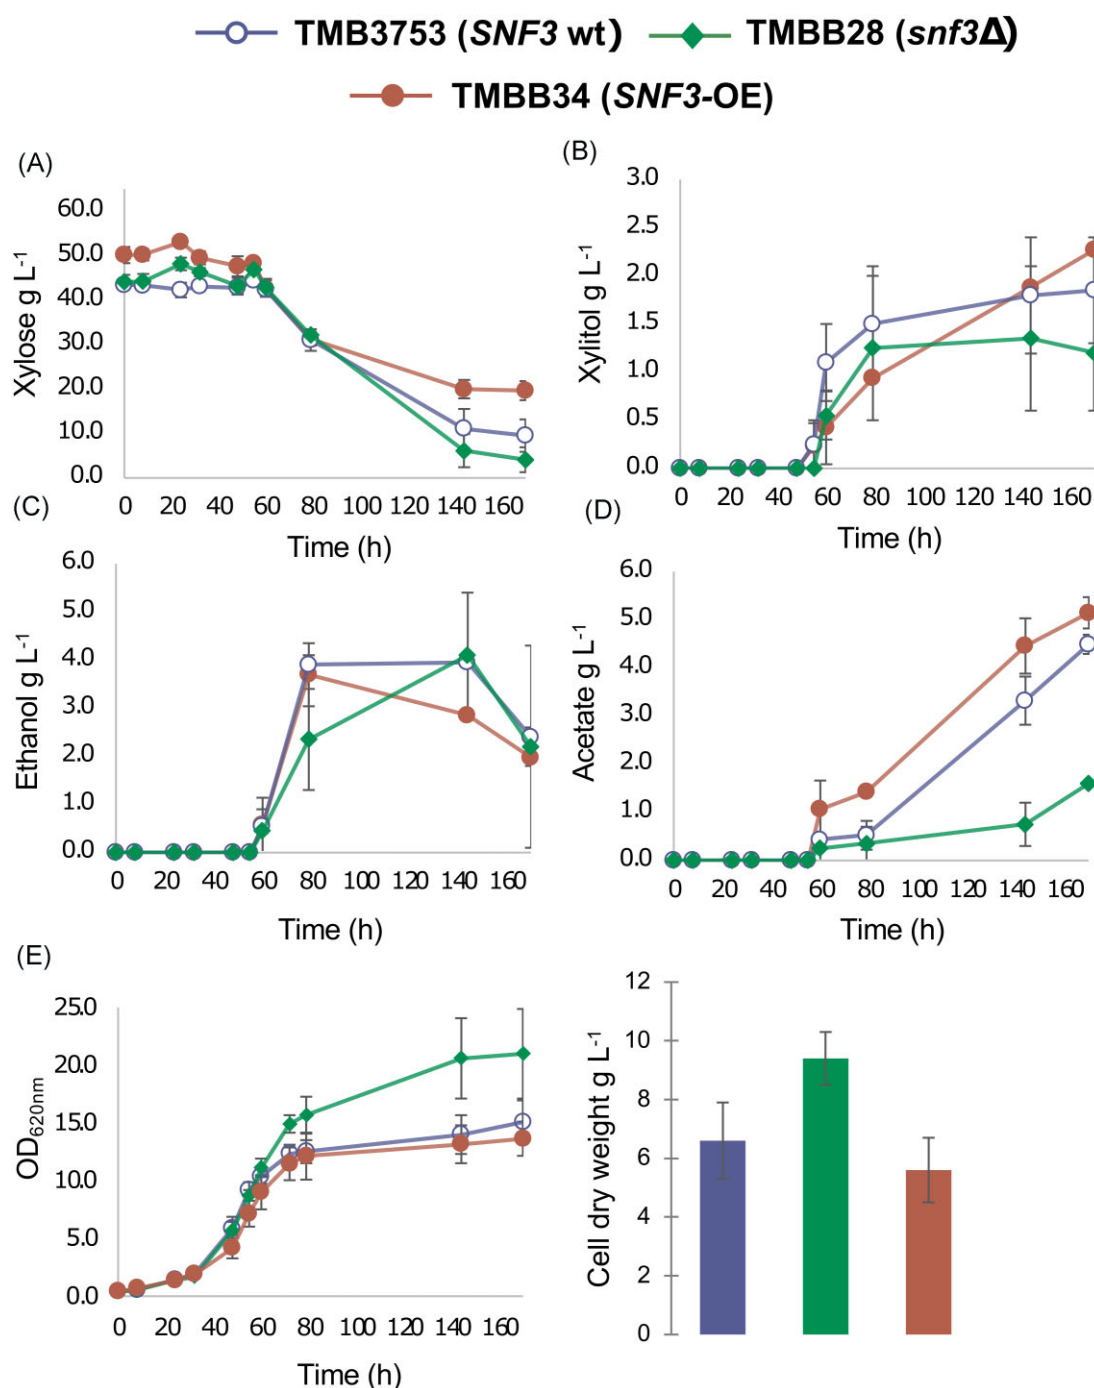 TMB3753 (SNF3 wt) TMBB28 (snf3Δ)
TMBB34 (SNF3-OE)
(A)
Xylose g L⁻¹
60.0
50.0
40.0
30.0
20.0
10.0
0.0
0 20 40 60 80 100 120 140 160
Time (h)
(B)
Xylitol g L⁻¹
3.0
2.5
2.0
1.5
1.0
0.5
0.0
0 20 40 60 80 100 120 140 160
Time (h)
(C)
Ethanol g L⁻¹
6.0
5.0
4.0
3.0
2.0
1.0
0.0
0 20 40 60 80 100 120 140 160
Time (h)
(D)
Acetate g L⁻¹
6.0
5.0
4.0
3.0
2.0
1.0
0.0
0 20 40 60 80 100 120 140 160
Time (h)
(E)
OD620nm
25.0
20.0
15.0
10.0
5.0
0.0
0 20 40 60 80 100 120 140 160
Time (h)
Cell dry weight g L⁻¹
12
10
8
6
4
2
0